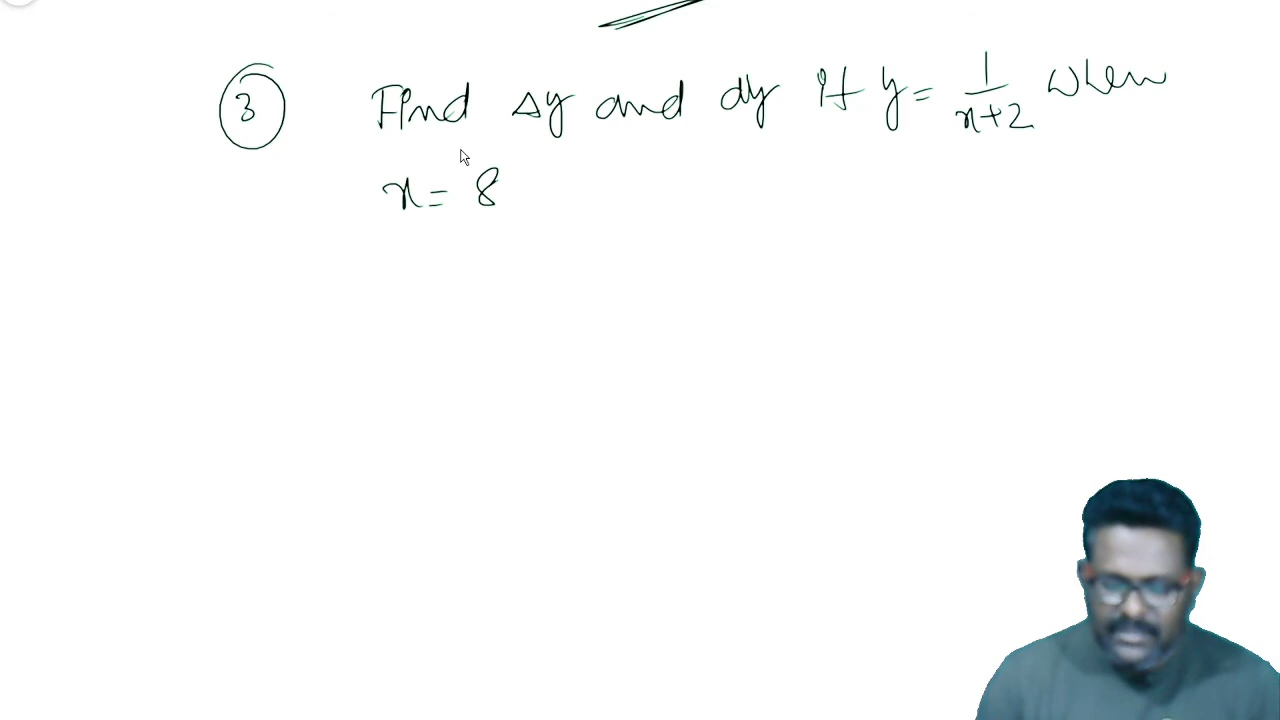 3 Find Δy and dy if y = 1/(x+2) when
x = 8